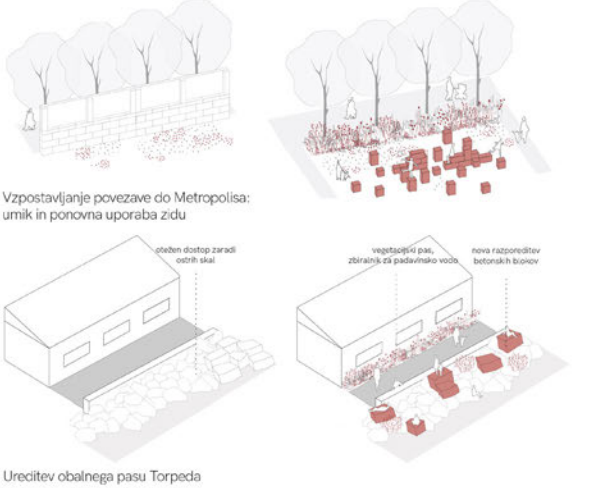 Vzpostavljanje povezave do Metropolisa:
umik in ponovna uporaba zidu
otežen dostop zaradi
ostrih skal
vegetacijski pas,
zbiralnik za padavinsko vodo
nova razporeditev
betonskih blokov
Ureditev obalnega pasu Torpeda